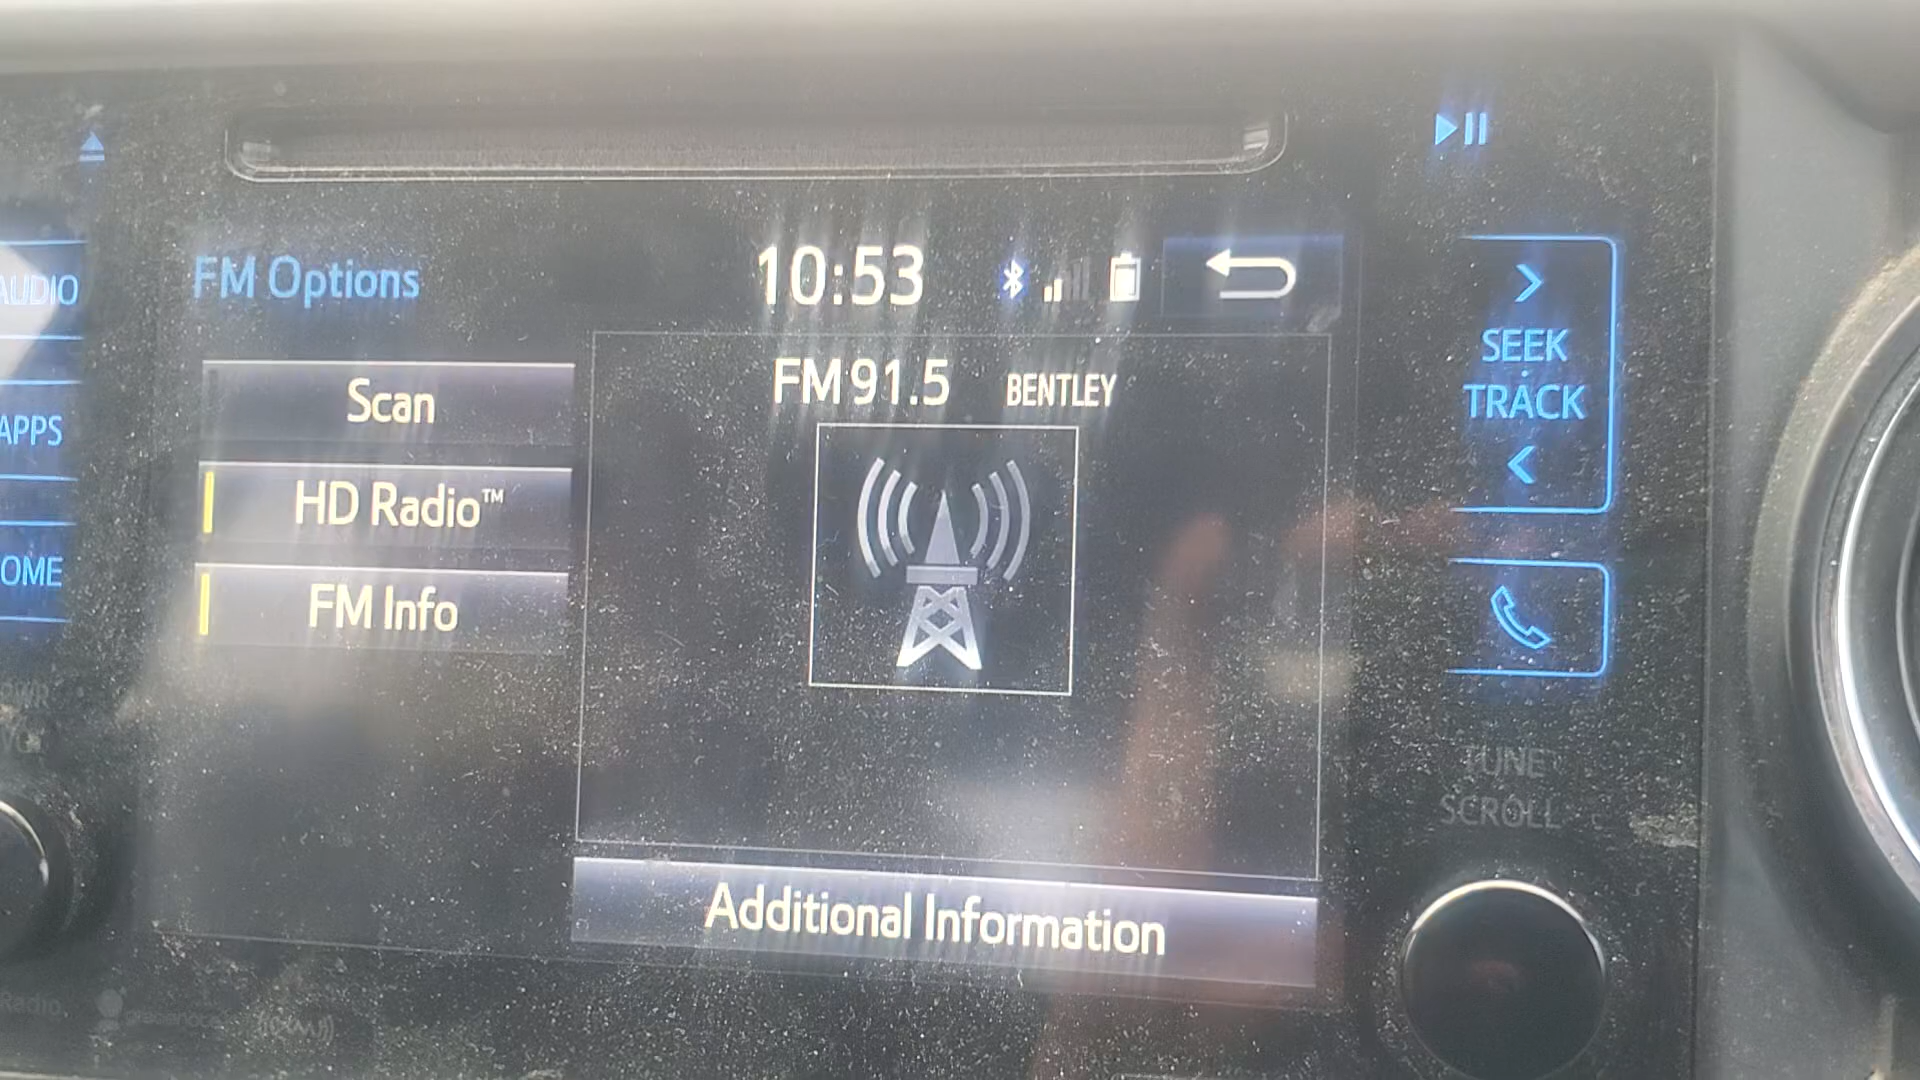 FM Options
10:53
AUDIO
Scan
FM 91.5 BENTLEY
SEEK
TRACK
APPS
HD Radio™
FM Info
OME
TUNE
SCROLL
Additional Information
Radio